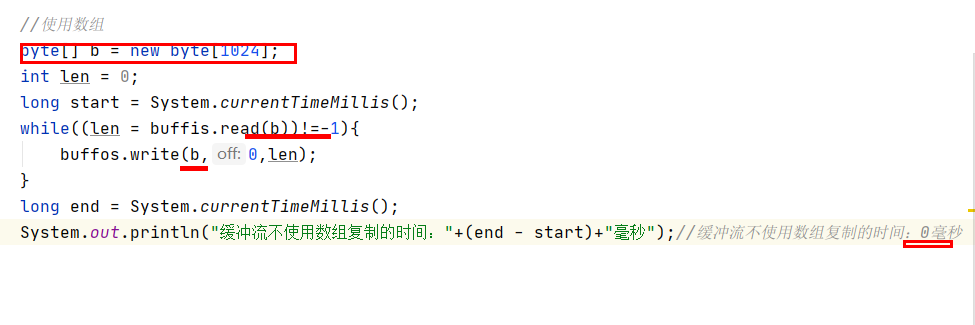 //使用数组
byte[] b = new byte[1024];
int len = 0;
long start = System.currentTimeMillis();
while((len = buffis.read(b))!=-1){
buffos.write(b, off: 0,len);
}
long end = System.currentTimeMillis();
System.out.println("缓冲流不使用数组复制的时间："+(end - start)+"毫秒");//缓冲流不使用数组复制的时间：0毫秒